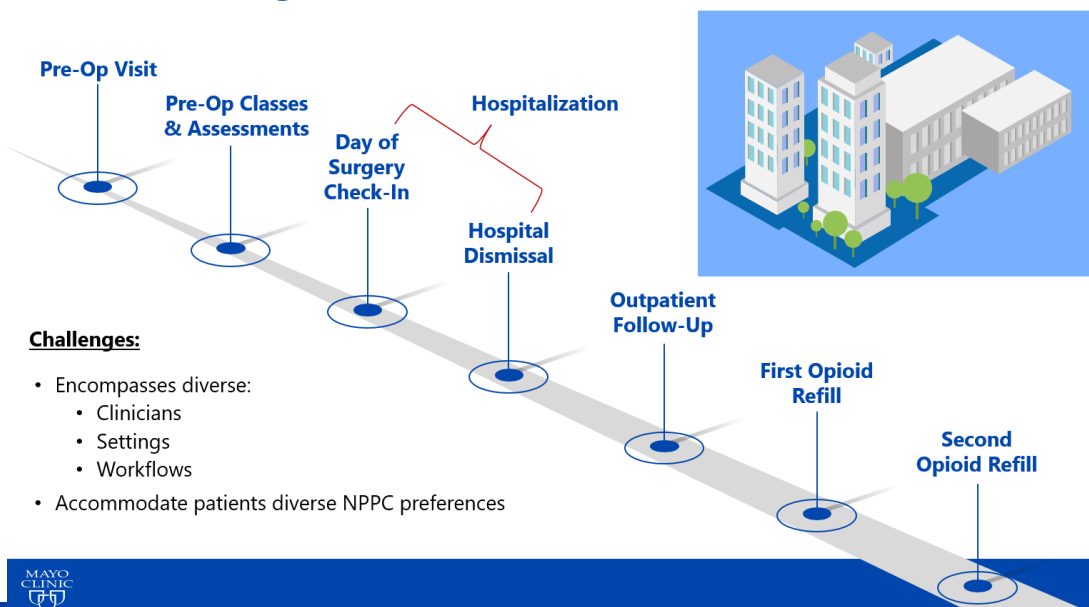 Pre-Op Visit
Pre-Op Classes
& Assessments
Day of
Surgery
Check-In
Hospitalization
Hospital
Dismissal
Outpatient
Follow-Up
First Opioid
Refill
Second
Opioid Refill
Challenges:
• Encompasses diverse:
• Clinicians
• Settings
• Workflows
• Accommodate patients diverse NPPC preferences
MAYO
CLINIC